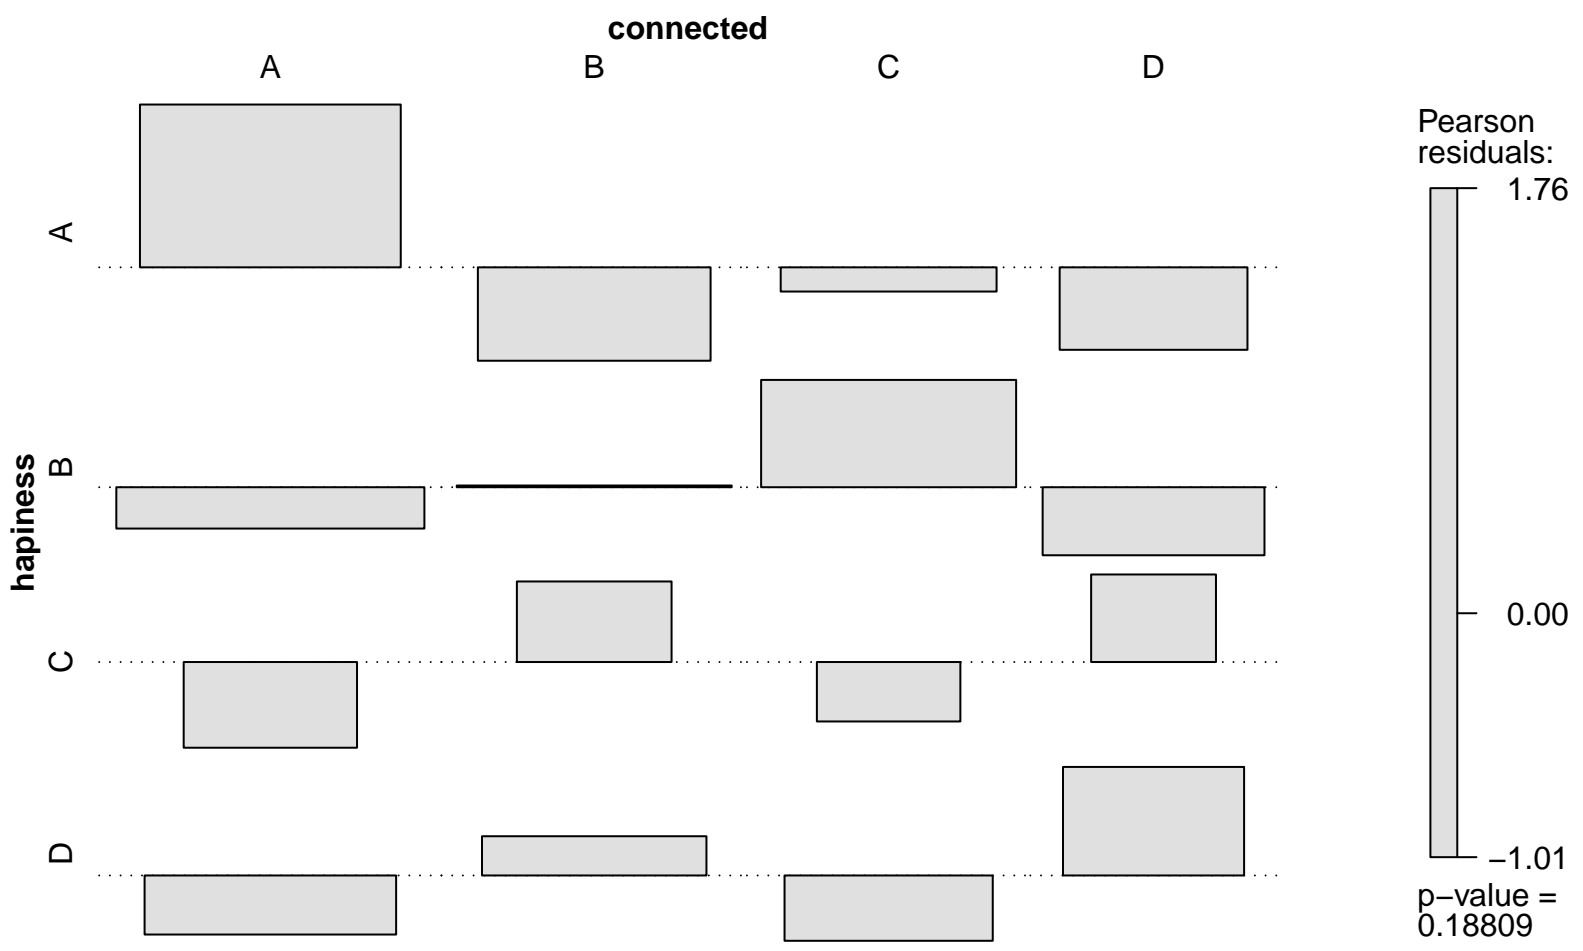 connected
A B C D
Pearson
residuals:
1.76
0.00
−1.01
p−value =
0.18809
hapiness
A
B
C
D